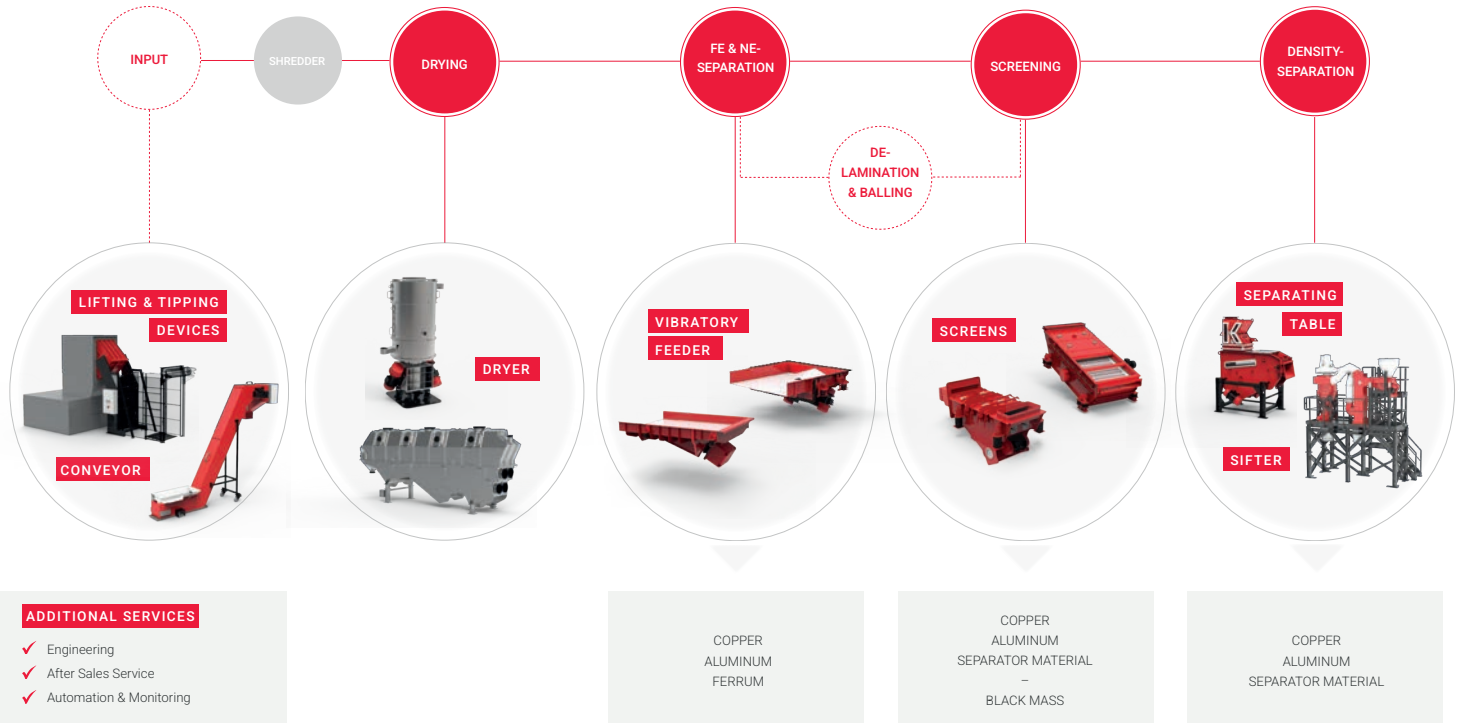 INPUT
SHREDDER
DRYING
FE & NE-
SEPARATION
SCREENING
DENSITY-
SEPARATION
DE-
LAMINATION
& BALLING
LIFTING & TIPPING
DEVICES
CONVEYOR
DRYER
VIBRATORY
FEEDER
SCREENS
SEPARATING
TABLE
K
SIFTER
ADDITIONAL SERVICES
Engineering
After Sales Service
Automation & Monitoring
COPPER
ALUMINUM
FERRUM
COPPER
ALUMINUM
SEPARATOR MATERIAL
–
BLACK MASS
COPPER
ALUMINUM
SEPARATOR MATERIAL